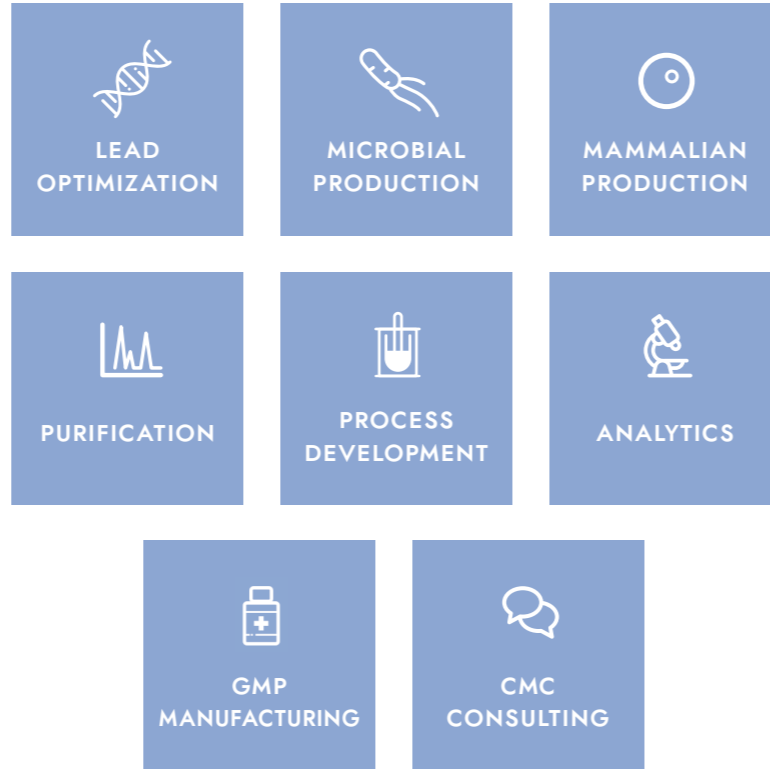 LEAD
OPTIMIZATION
MICROBIAL
PRODUCTION
MAMMALIAN
PRODUCTION
PURIFICATION
PROCESS
DEVELOPMENT
ANALYTICS
GMP
MANUFACTURING
CMC
CONSULTING